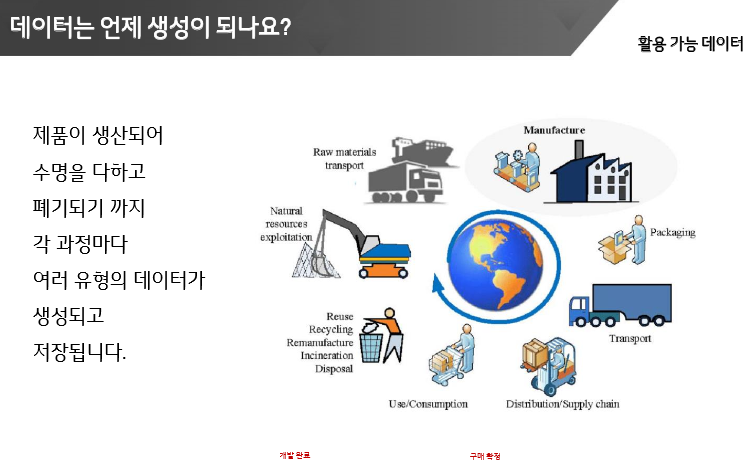 데이터는 언제 생성이 되나요?
활용 가능 데이터
제품이 생산되어
수명을 다하고
폐기되기 까지
각 과정마다
여러 유형의 데이터가
생성되고
저장됩니다.
Manufacture
Raw materials
transport
Natural
resources
exploitation
Packaging
Reuse
Recycling
Remanufacture
Incineration
Disposal
Transport
Use/Consumption
Distribution/Supply chain
개발 완료
구매 확정